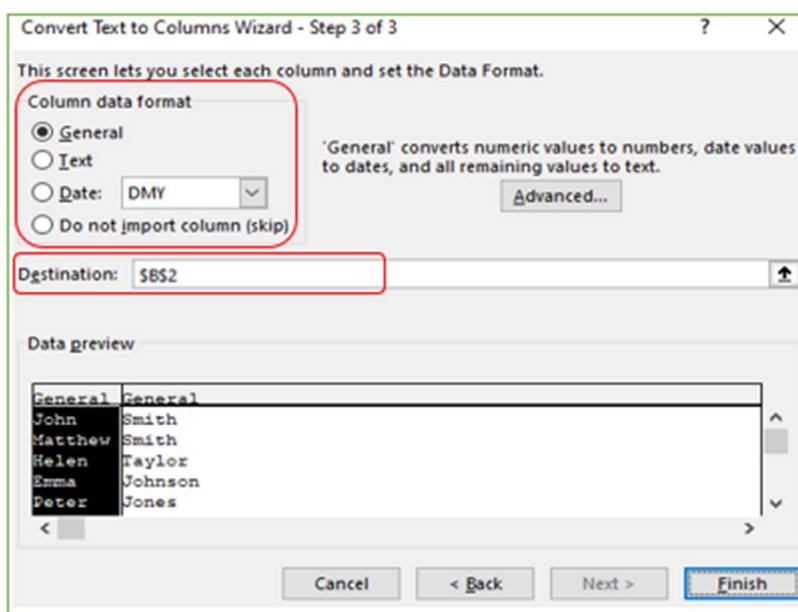 Convert Text to Columns Wizard - Step 3 of 3 ?
This screen lets you select each column and set the Data Format.
Column data format
General
Text
Date: DMY
Do not import column (skip)
'General' converts numeric values to numbers, date values
to dates, and all remaining values to text.
Advanced...
Destination: $B$2
Data preview
General General
John Smith
Matthew Smith
Helen Taylor
Emma Johnson
Peter Jones
Cancel < Back Next > Finish